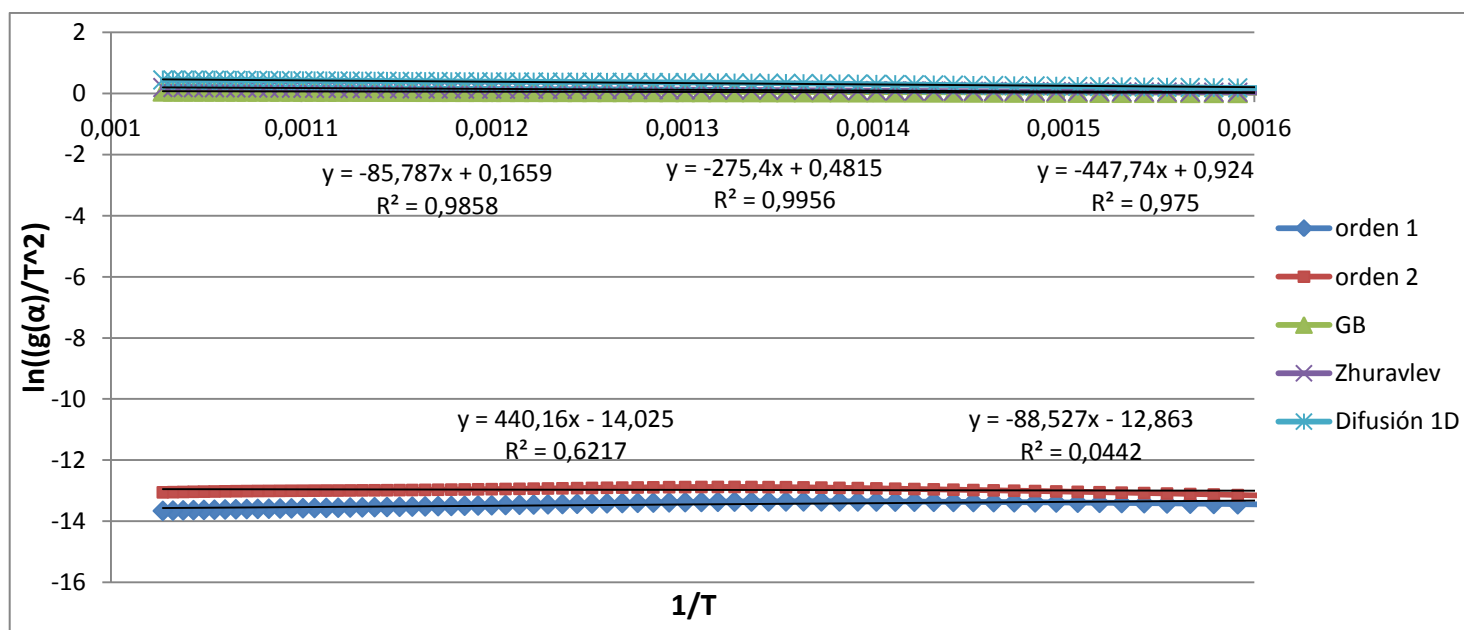 2
0
0,001
0,0011
0,0012
0,0013
0,0014
0,0015
0,0016
-2
y = -85,787x + 0,1659
R² = 0,9858
y = -275,4x + 0,4815
R² = 0,9956
y = -447,74x + 0,924
R² = 0,975
-4
-6
-8
-10
-12
-14
-16
ln((g(α)/T^2)
orden 1
orden 2
GB
Zhuravlev
Difusión 1D
y = 440,16x - 14,025
R² = 0,6217
y = -88,527x - 12,863
R² = 0,0442
1/T